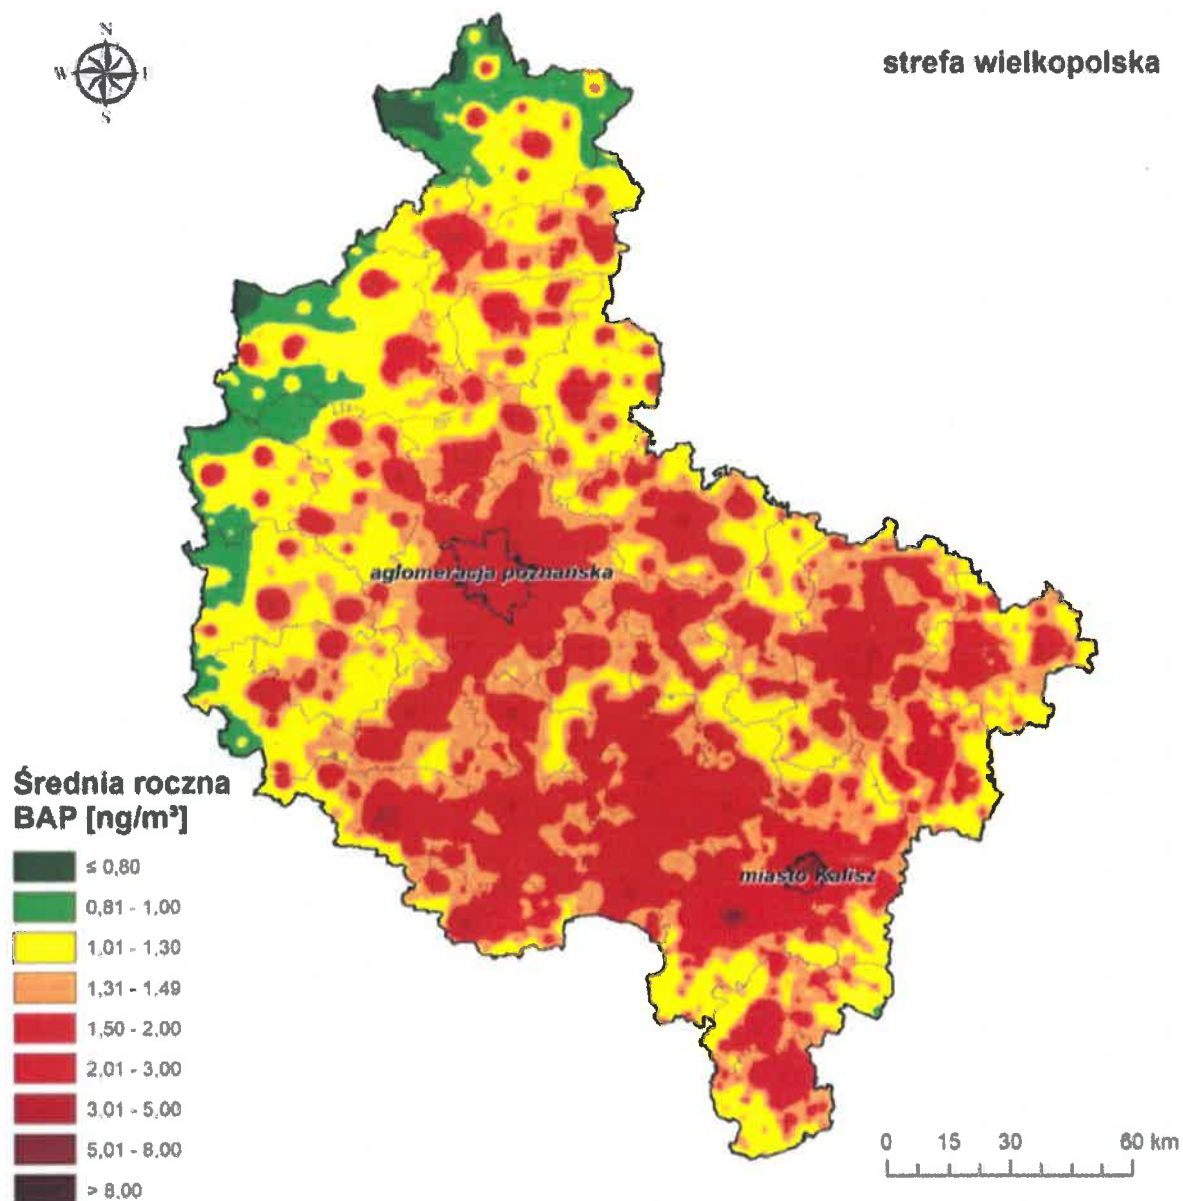 N
W
S
strefa wielkopolska
aglomeracja poznańska
miasto Kalisz
Średnia roczna
BAP [ng/m³]
≤ 0,80
0,81 - 1,00
1,01 - 1,30
1,31 - 1,49
1,50 - 2,00
2,01 - 3,00
3,01 - 5,00
5,01 - 8,00
> 8,00
0 15 30 60 km